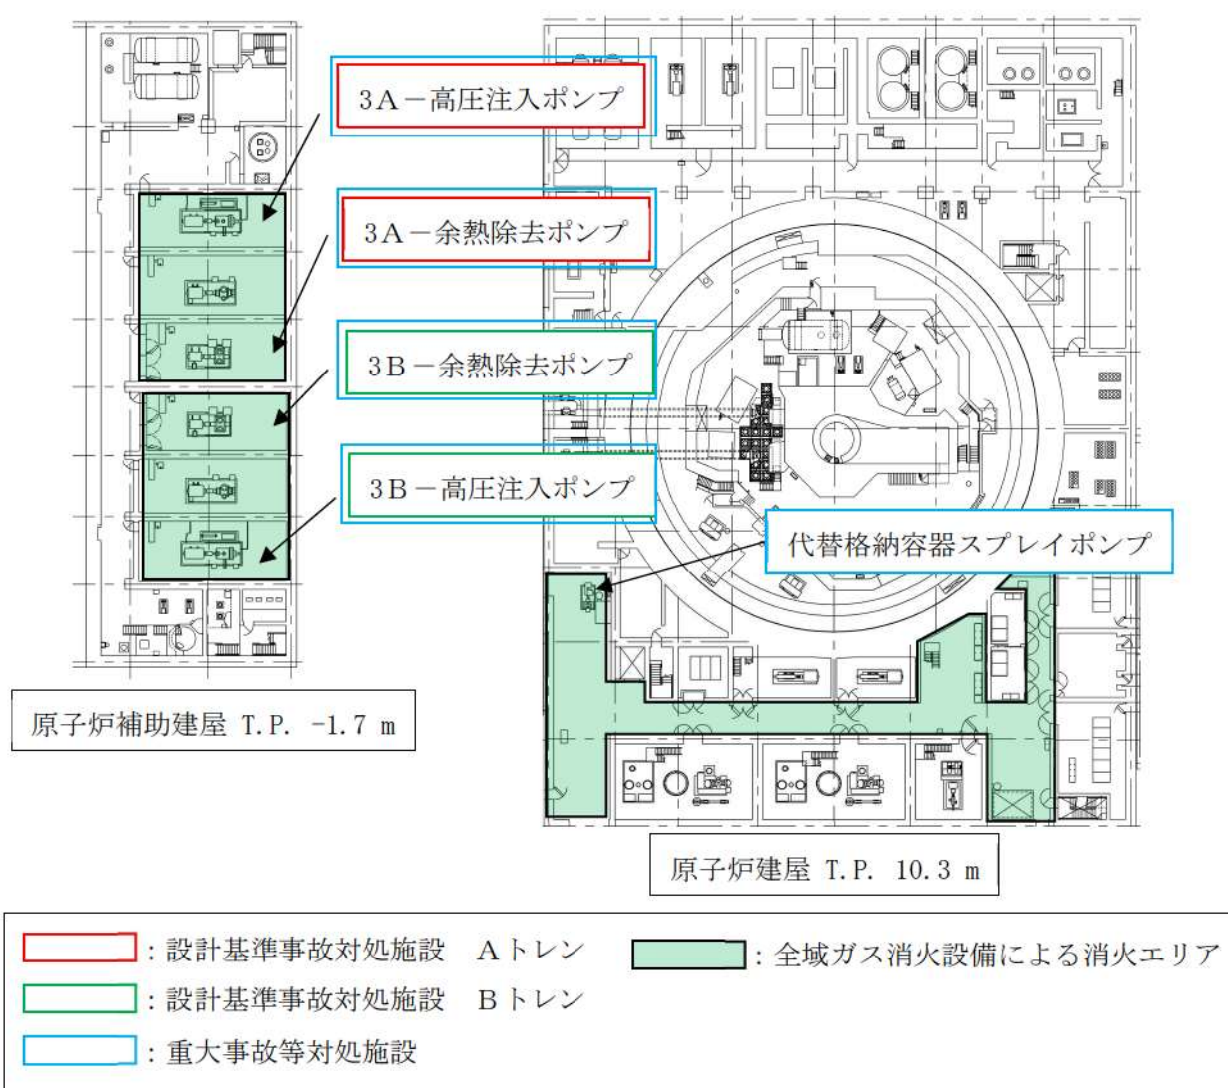 3A－高圧注入ポンプ
3A－余熱除去ポンプ
3B－余熱除去ポンプ
3B－高圧注入ポンプ
代替格納容器スプレイポンプ
原子炉補助建屋 T.P. -1.7 m
原子炉建屋 T.P. 10.3 m
：設計基準事故対処施設　Aトレン
：設計基準事故対処施設　Bトレン
：重大事故等対処施設
：全域ガス消火設備による消火エリア